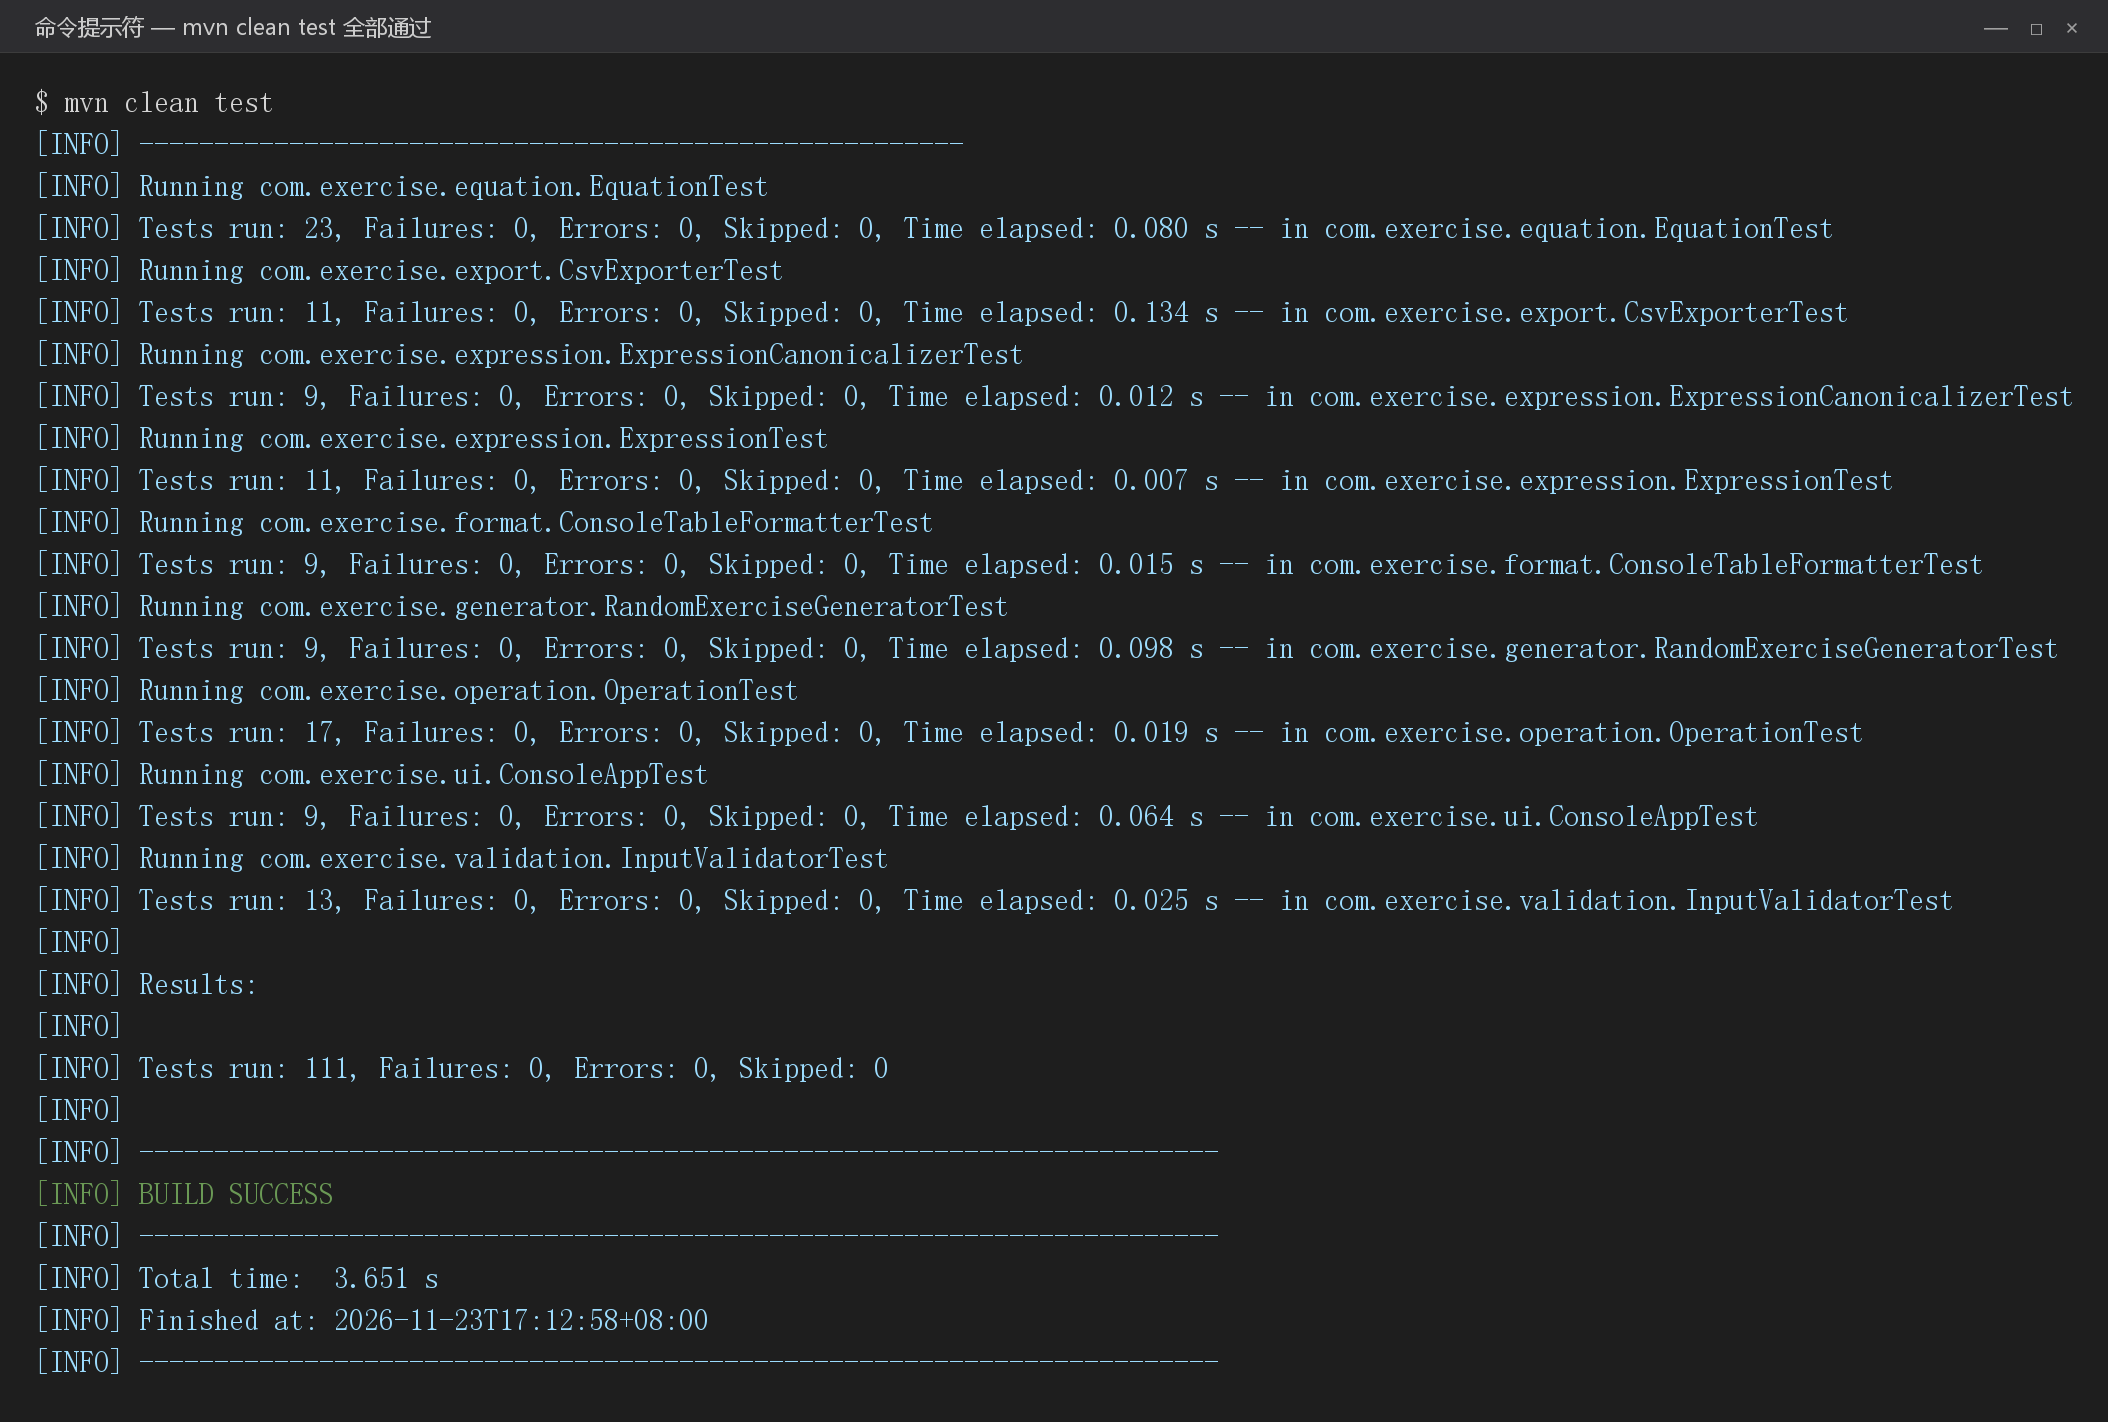 命令提示符 — mvn clean test 全部通过
$ mvn clean test
[INFO] -------------------------------------------------------
[INFO] Running com.exercise.equation.EquationTest
[INFO] Tests run: 23, Failures: 0, Errors: 0, Skipped: 0, Time elapsed: 0.080 s -- in com.exercise.equation.EquationTest
[INFO] Running com.exercise.export.CsvExporterTest
[INFO] Tests run: 11, Failures: 0, Errors: 0, Skipped: 0, Time elapsed: 0.134 s -- in com.exercise.export.CsvExporterTest
[INFO] Running com.exercise.expression.ExpressionCanonicalizerTest
[INFO] Tests run: 9, Failures: 0, Errors: 0, Skipped: 0, Time elapsed: 0.012 s -- in com.exercise.expression.ExpressionCanonicalizerTest
[INFO] Running com.exercise.expression.ExpressionTest
[INFO] Tests run: 11, Failures: 0, Errors: 0, Skipped: 0, Time elapsed: 0.007 s -- in com.exercise.expression.ExpressionTest
[INFO] Running com.exercise.format.ConsoleTableFormatterTest
[INFO] Tests run: 9, Failures: 0, Errors: 0, Skipped: 0, Time elapsed: 0.015 s -- in com.exercise.format.ConsoleTableFormatterTest
[INFO] Running com.exercise.generator.RandomExerciseGeneratorTest
[INFO] Tests run: 9, Failures: 0, Errors: 0, Skipped: 0, Time elapsed: 0.098 s -- in com.exercise.generator.RandomExerciseGeneratorTest
[INFO] Running com.exercise.operation.OperationTest
[INFO] Tests run: 17, Failures: 0, Errors: 0, Skipped: 0, Time elapsed: 0.019 s -- in com.exercise.operation.OperationTest
[INFO] Running com.exercise.ui.ConsoleAppTest
[INFO] Tests run: 9, Failures: 0, Errors: 0, Skipped: 0, Time elapsed: 0.064 s -- in com.exercise.ui.ConsoleAppTest
[INFO] Running com.exercise.validation.InputValidatorTest
[INFO] Tests run: 13, Failures: 0, Errors: 0, Skipped: 0, Time elapsed: 0.025 s -- in com.exercise.validation.InputValidatorTest
[INFO]
[INFO] Results:
[INFO]
[INFO] Tests run: 111, Failures: 0, Errors: 0, Skipped: 0
[INFO]
[INFO] ------------------------------------------------------------------------
[INFO] BUILD SUCCESS
[INFO] ------------------------------------------------------------------------
[INFO] Total time:  3.651 s
[INFO] Finished at: 2026-11-23T17:12:58+08:00
[INFO] ------------------------------------------------------------------------